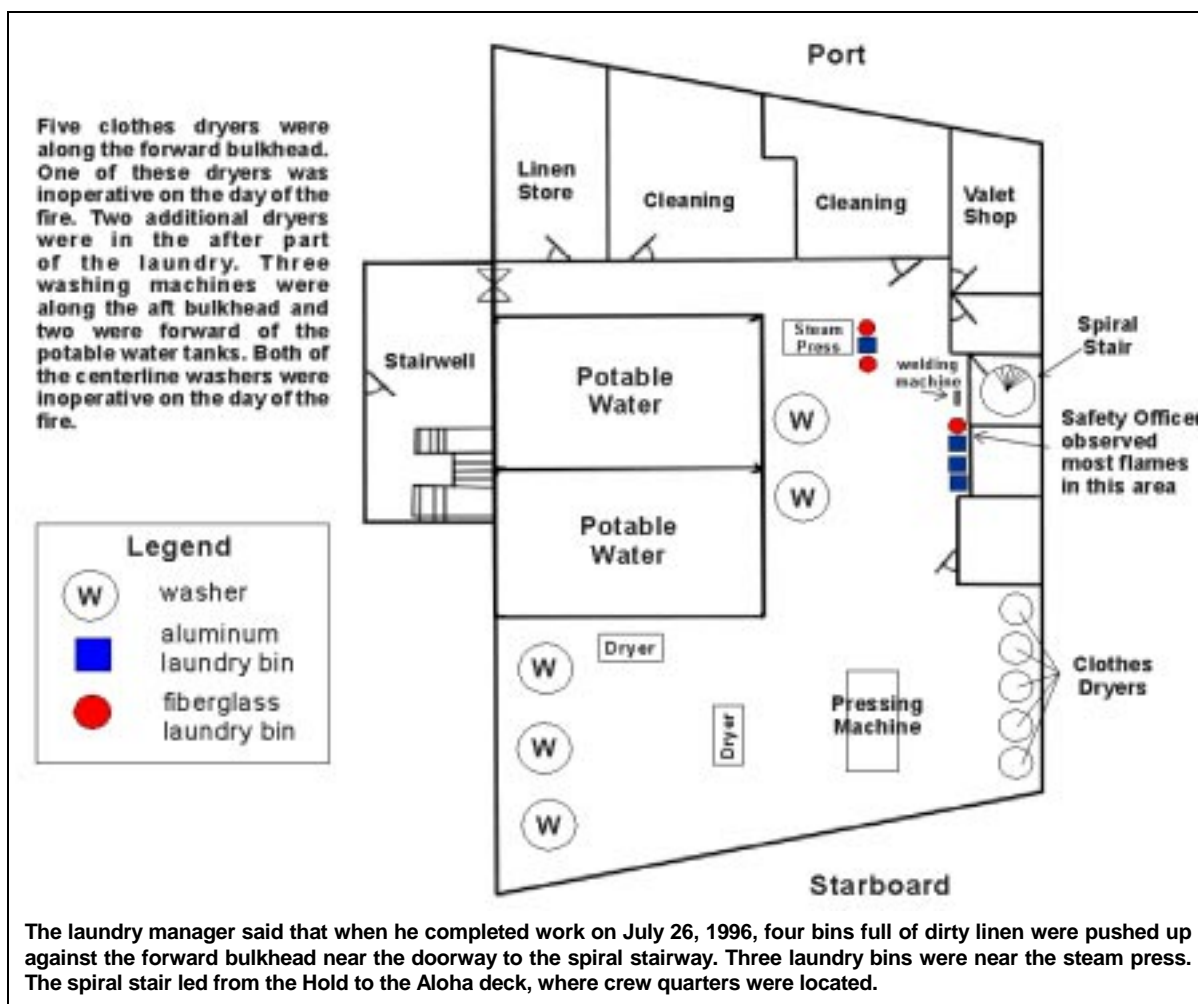 Port
Five clothes dryers were
along the forward bulkhead.
One of these dryers was
inoperative on the day of the
fire. Two additional dryers
were in the after part
of the laundry. Three
washing machines were
along the aft bulkhead and
two were forward of the
potable water tanks. Both of
the centerline washers were
inoperative on the day of the
fire.
Linen
Store
Cleaning
Cleaning
Valet
Shop
Stairwell
Potable
Water
Steam
Press
welding
machine
Spiral
Stair
W
W
Safety Officer
observed
most flames
in this area
Potable
Water
Legend
W washer
aluminum
laundry bin
fiberglass
laundry bin
Dryer
W
W
W
Dryer
Pressing
Machine
Clothes
Dryers
Starboard
The laundry manager said that when he completed work on July 26, 1996, four bins full of dirty linen were pushed up
against the forward bulkhead near the doorway to the spiral stairway. Three laundry bins were near the steam press.
The spiral stair led from the Hold to the Aloha deck, where crew quarters were located.